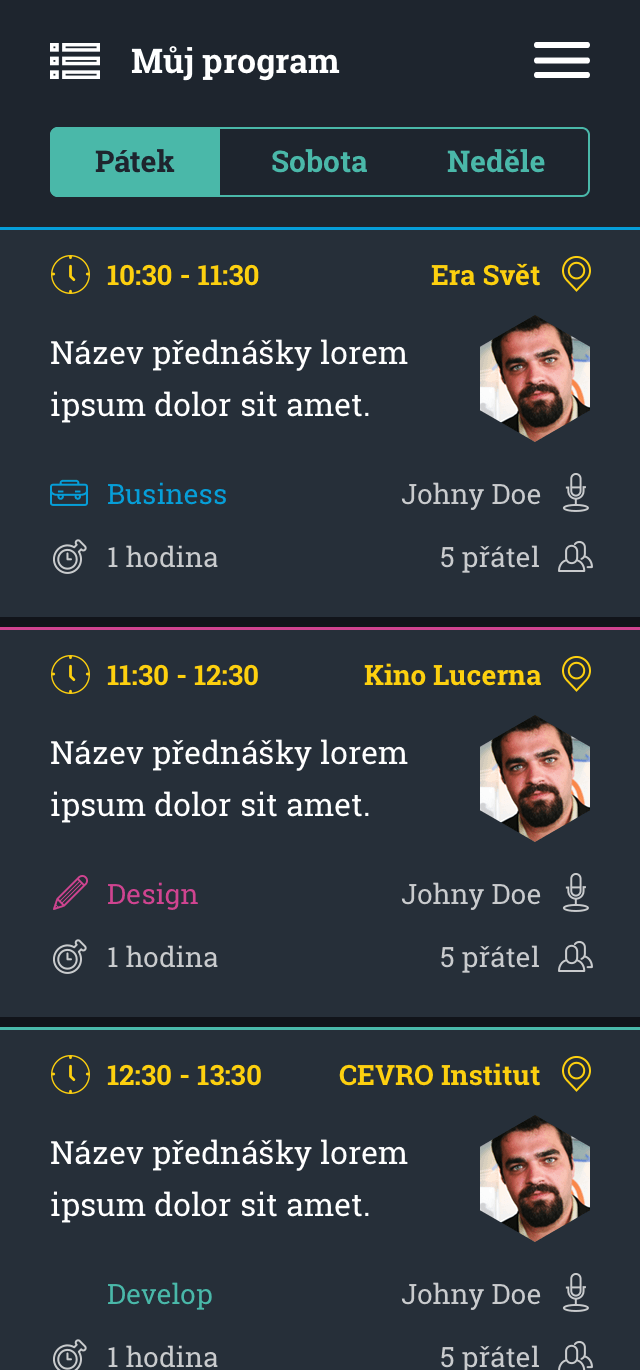 Můj program
Pátek Sobota Neděle
10:30 - 11:30 Era Svět
Název přednášky lorem
ipsum dolor sit amet.
Business Johny Doe
1 hodina 5 přátel
11:30 - 12:30 Kino Lucerna
Název přednášky lorem
ipsum dolor sit amet.
Design Johny Doe
1 hodina 5 přátel
12:30 - 13:30 CEVRO Institut
Název přednášky lorem
ipsum dolor sit amet.
Develop Johny Doe
1 hodina 5 přátel